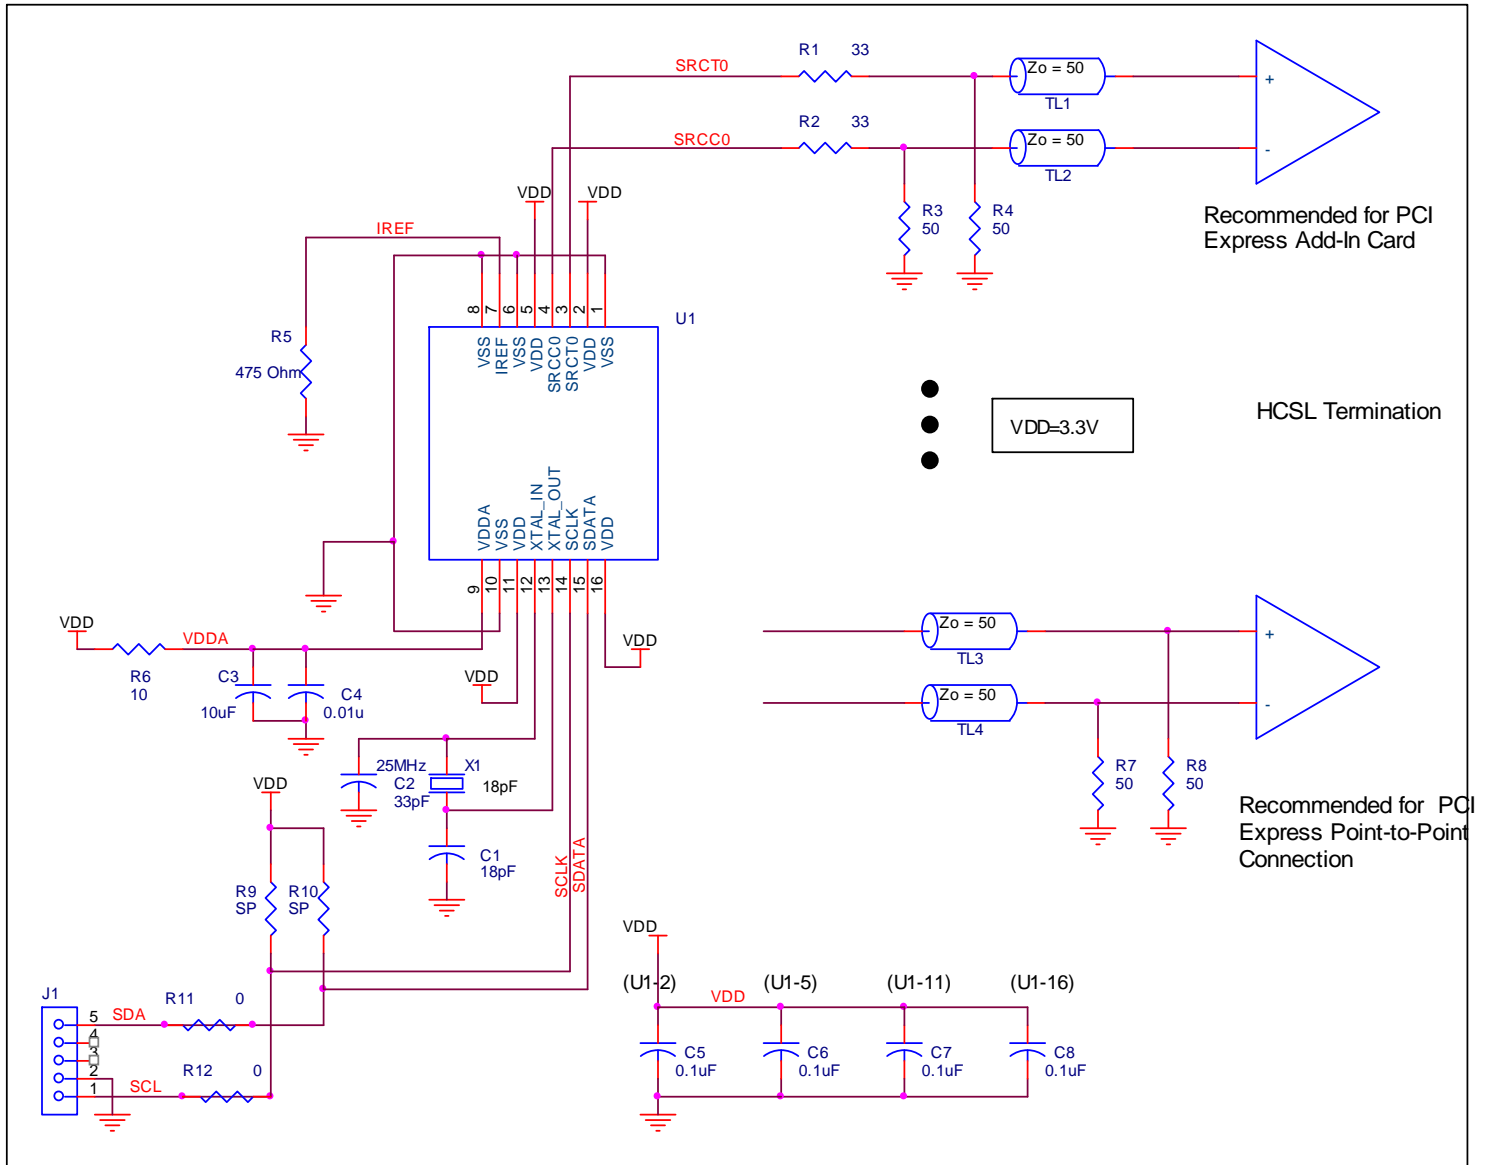 R1 33
SRCT0
Zo = 50
TL1
+
R2 33
SRCC0
Zo = 50
TL2
-
VDD
VDD
R3
50
R4
50
Recommended for PCI
Express Add-In Card
IREF
8
7
6
5
4
3
2
1
U1
VSS
IREF
VSS
VDD
SRCC0
SRCT0
VDD
VSS
R5
475 Ohm
VDD=3.3V
HCSL Termination
VDDA
VSS
VDD
XTAL_IN
XTAL_OUT
SCLK
SDATA
VDD
9
10
11
12
13
14
15
16
VDD
VDDA
R6
10
C3
10uF
C4
0.01u
VDD
VDD
Zo = 50
TL3
+
Zo = 50
TL4
-
R7
50
R8
50
Recommended for PCI
Express Point-to-Point
Connection
25MHz
X1
C2
33pF
18pF
C1
18pF
VDD
R9
SP
R10
SP
SCLK
SDATA
J1
5
4
3
2
1
SDA
R11 0
R12 0
SCL
VDD
(U1-2)
(U1-5)
(U1-11)
(U1-16)
VDD
C5
0.1uF
C6
0.1uF
C7
0.1uF
C8
0.1uF